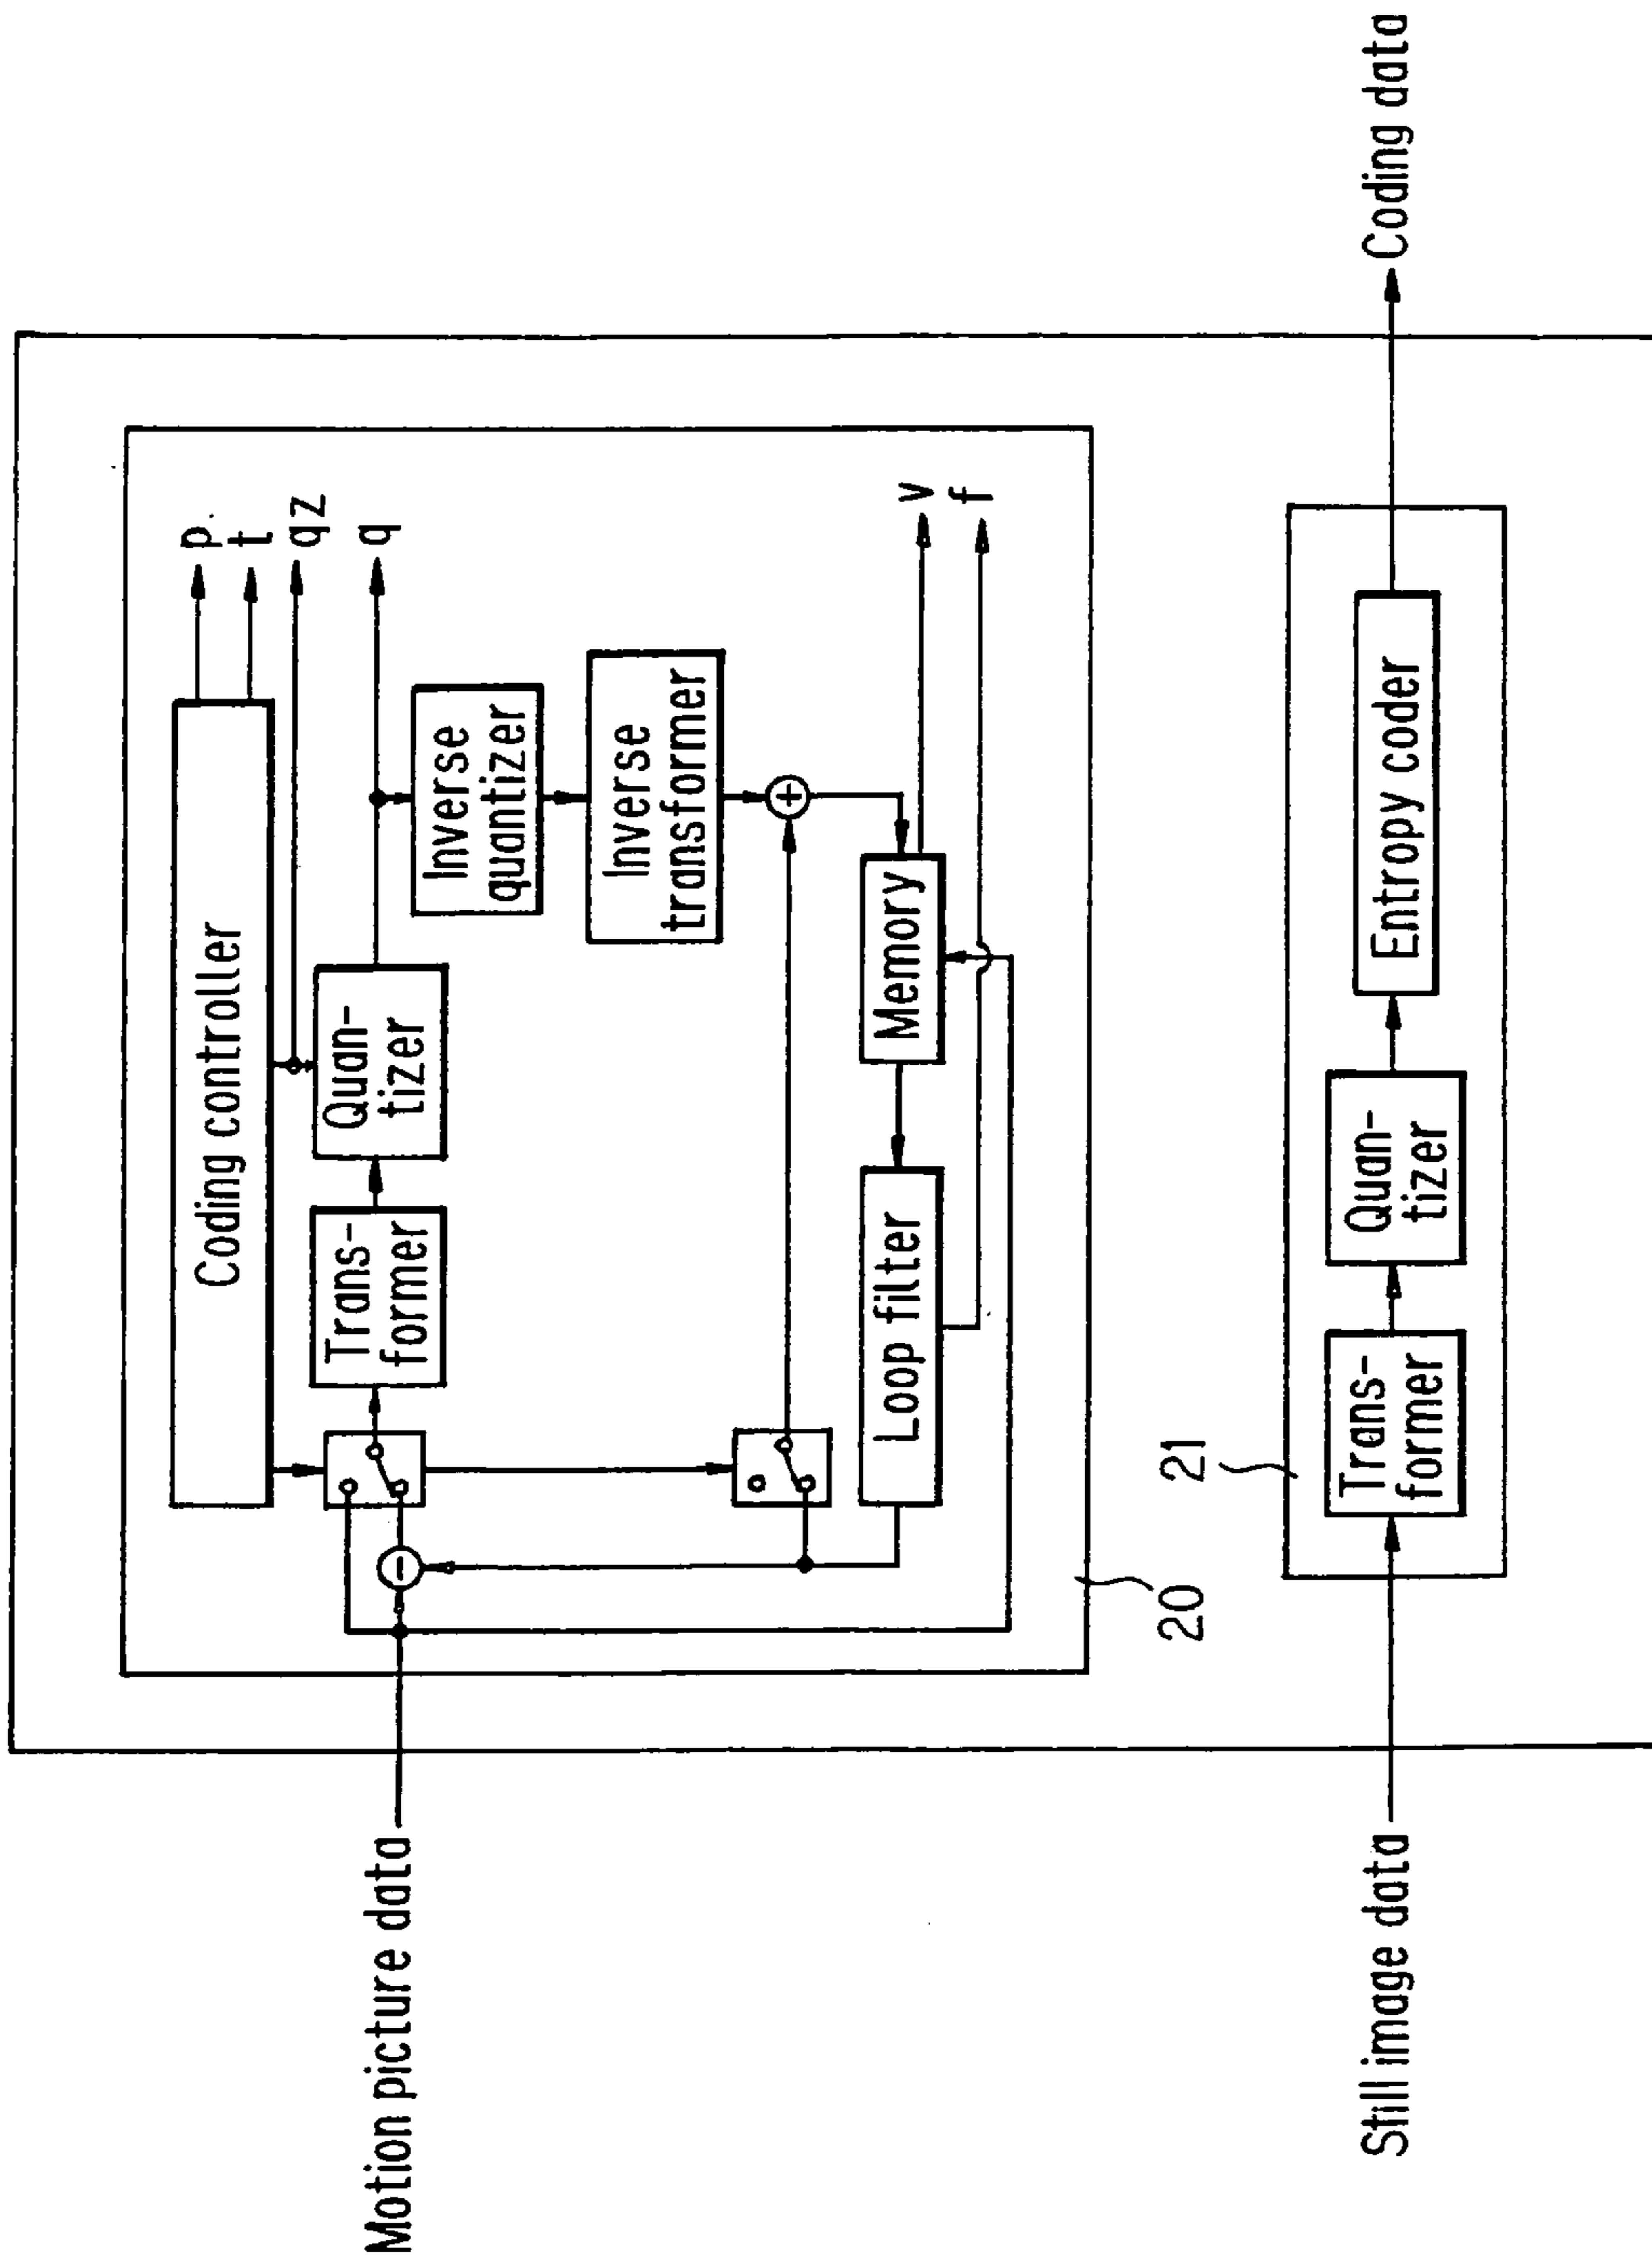 Coding controller
p
t
qz
q
Trans-
former
Quan-
tizer
Inverse
quantizer
Inverse
transformer
+
-
Motion picture data
Loop filter
Memory
v
f
20
21
Still image data
Trans-
former
Quan-
tizer
Entropy coder
Coding data